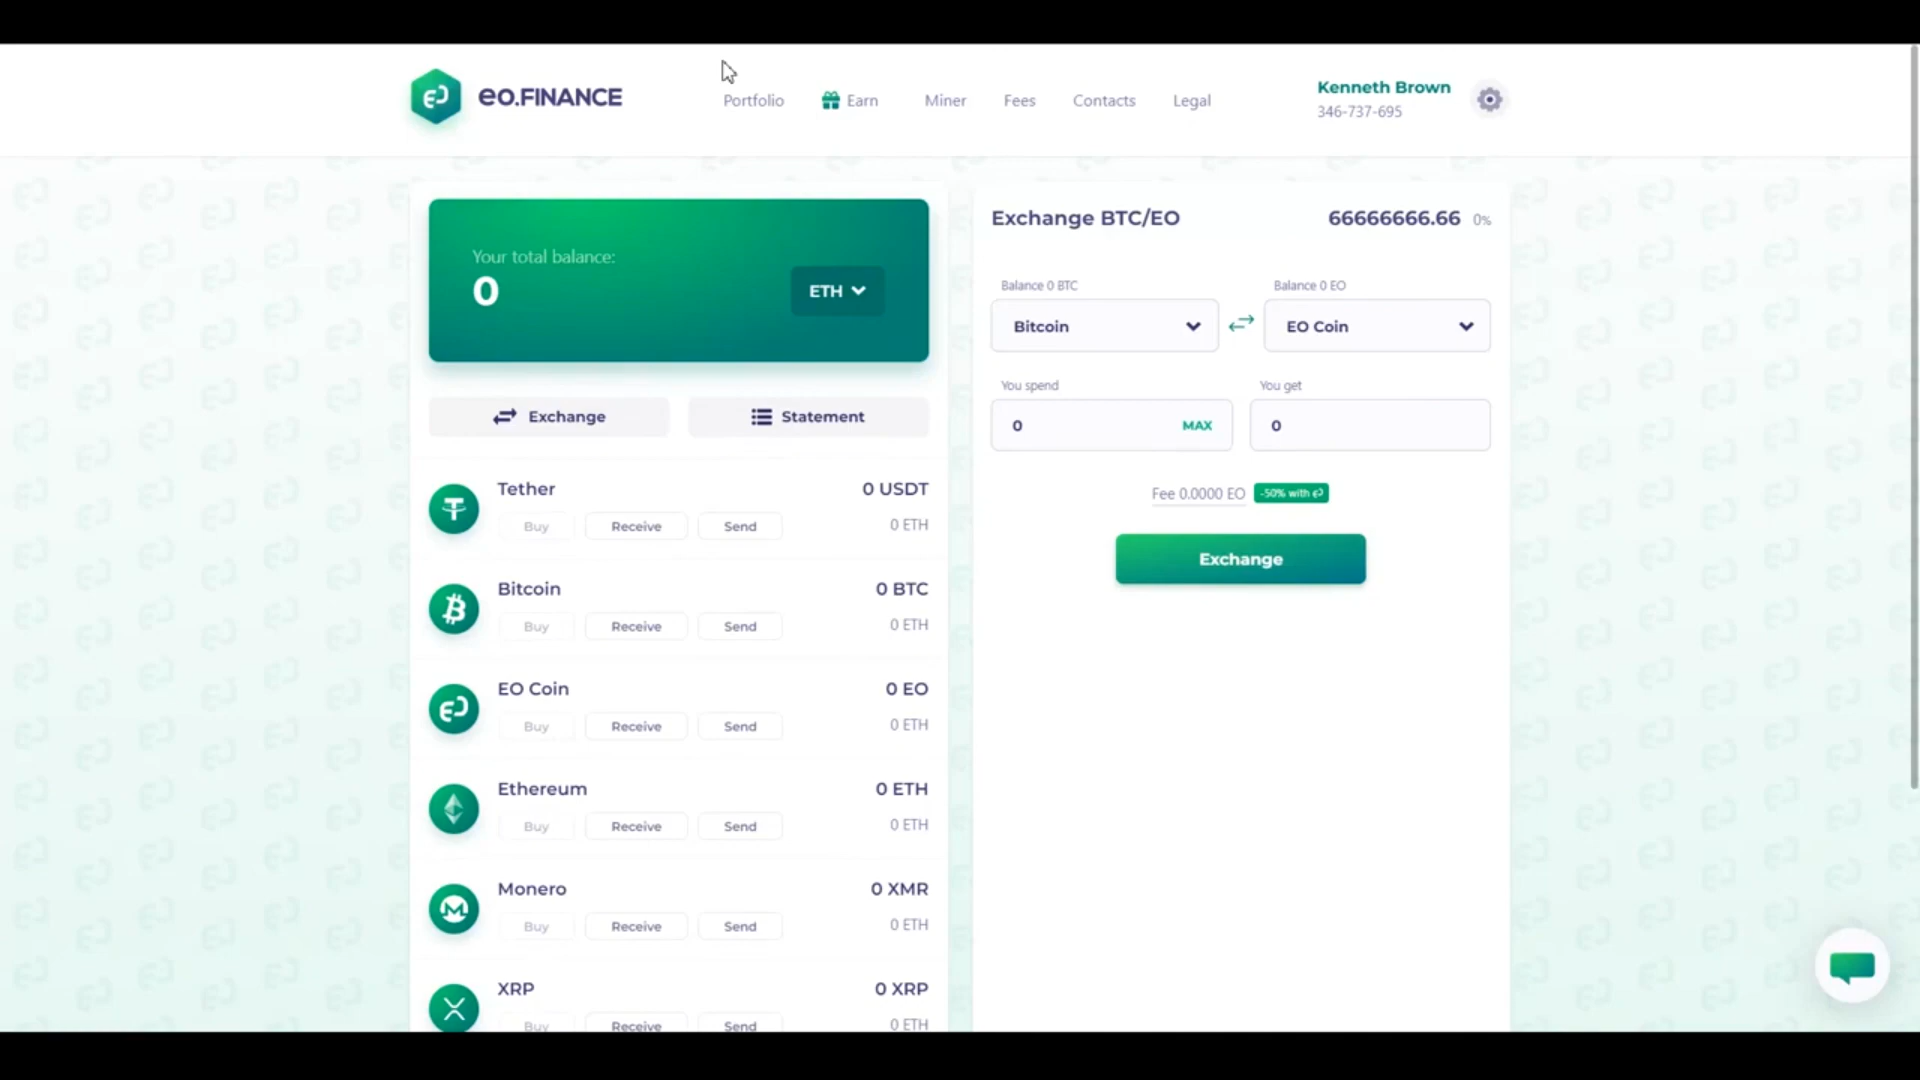 eo.FINANCE
Portfolio
Earn
Miner
Fees
Contacts
Legal
Kenneth Brown
346-737-695
Your total balance:
0
ETH
Exchange
Statement
Tether
0 USDT
Buy
Receive
Send
0 ETH
Bitcoin
0 BTC
Buy
Receive
Send
0 ETH
EO Coin
0 EO
Buy
Receive
Send
0 ETH
Ethereum
0 ETH
Buy
Receive
Send
0 ETH
Monero
0 XMR
Buy
Receive
Send
0 ETH
XRP
0 XRP
Buy
Receive
Send
0 ETH
Exchange BTC/EO
66666666.66 0%
Balance 0 BTC
Balance 0 EO
Bitcoin
EO Coin
You spend
You get
0
MAX
0
Fee 0.0000 EO
-50% with
Exchange